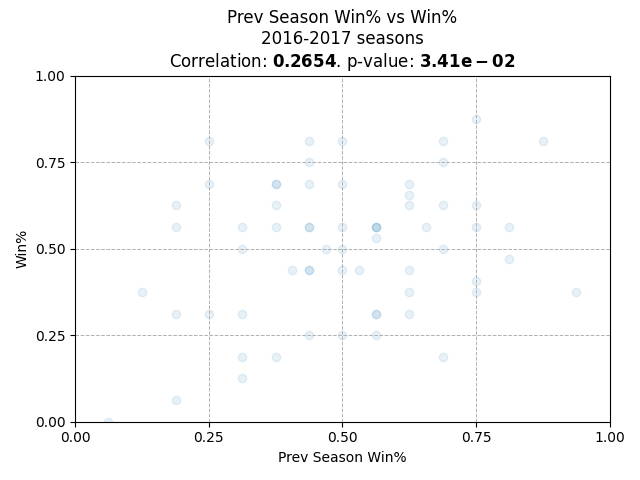 Prev Season Win% vs Win%
2016-2017 seasons
Correlation: 0.2654. p-value: 3.41e − 02
1.00
0.75
0.50
0.25
0.00
Win%
0.00 0.25 0.50 0.75 1.00
Prev Season Win%